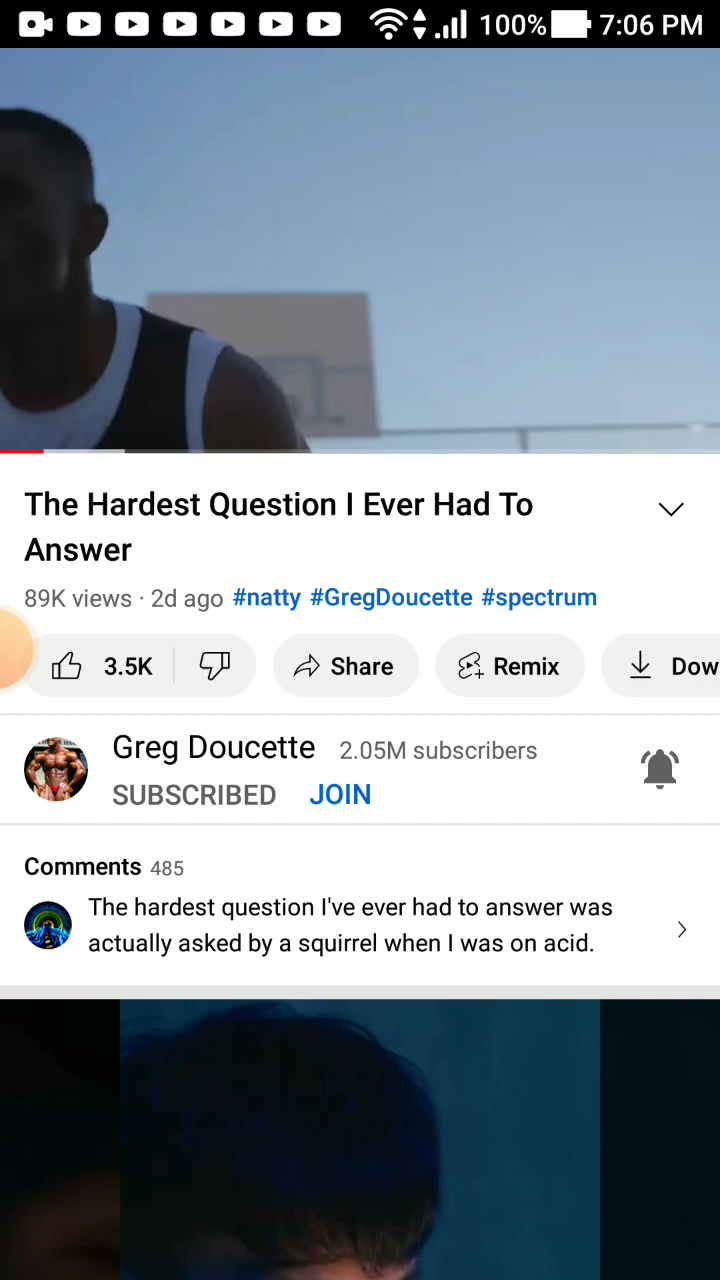 100% 7:06 PM
The Hardest Question I Ever Had To
Answer
89K views · 2d ago #natty #GregDoucette #spectrum
3.5K Share Remix Dow
Greg Doucette 2.05M subscribers
SUBSCRIBED JOIN
Comments 485
The hardest question I've ever had to answer was
actually asked by a squirrel when I was on acid.